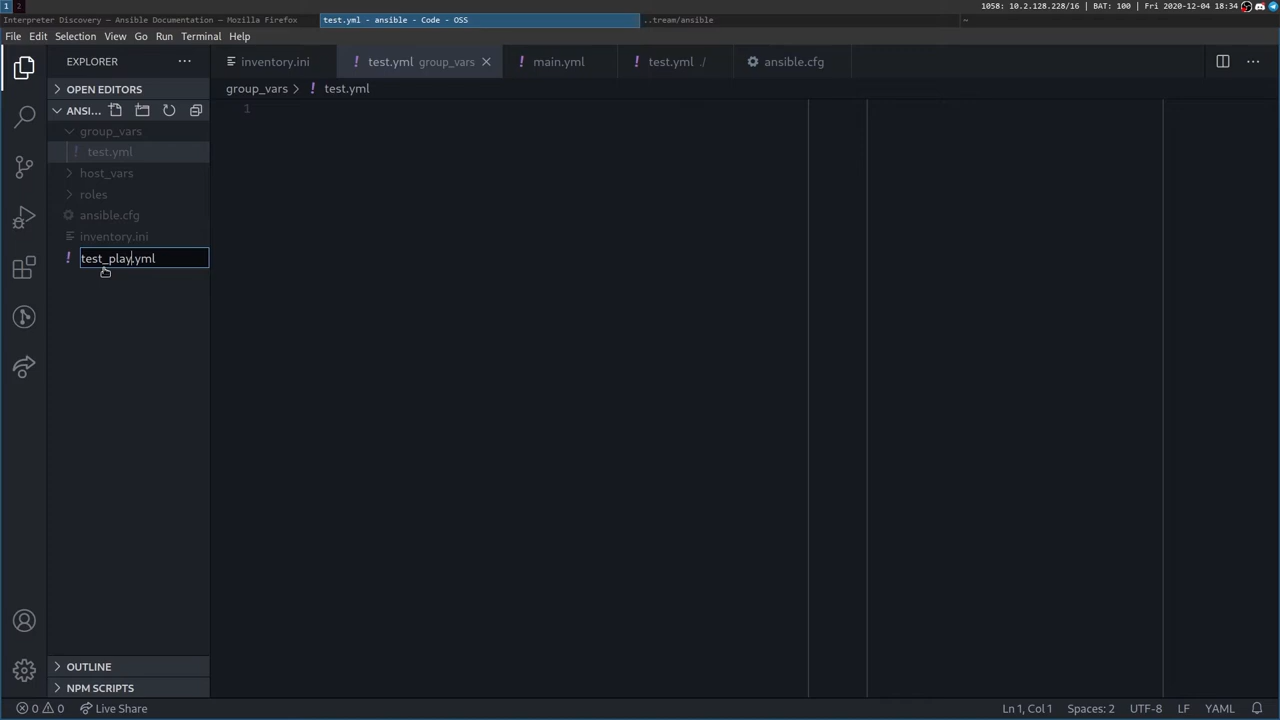 1 2 1058: 10.2.128.228/16 | BAT: 100 | Fri 2020-12-04 18:34
Interpreter Discovery — Ansible Documentation — Mozilla Firefox test.yml - ansible - Code - OSS ..tream/ansible ~
File Edit Selection View Go Run Terminal Help
EXPLORER ··· inventory.ini ! test.yml group_vars ! main.yml ! test.yml ./ ansible.cfg ···
OPEN EDITORS group_vars > ! test.yml
ANSI... 1
group_vars
! test.yml
host_vars
roles
ansible.cfg
inventory.ini
! test_play.yml
OUTLINE
NPM SCRIPTS
0 0 Live Share Ln 1, Col 1 Spaces: 2 UTF-8 LF YAML